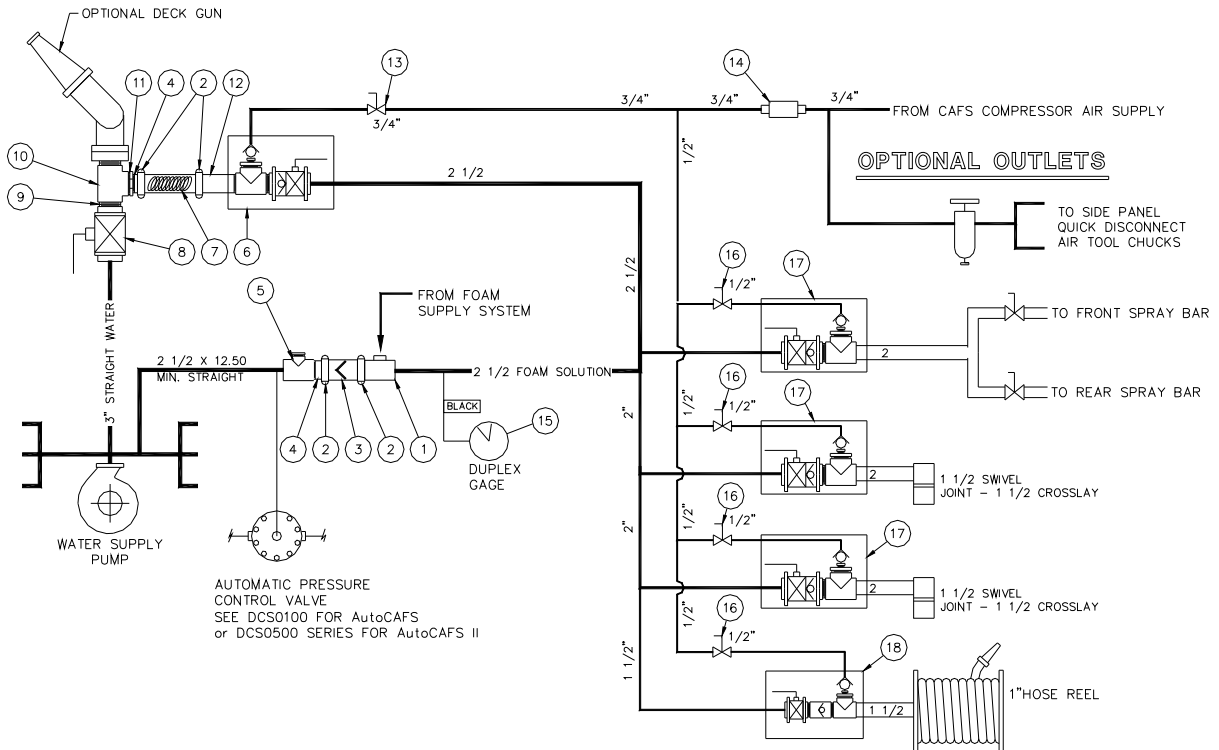 OPTIONAL DECK GUN
11
4
2
12
13
14
3/4"
3/4"
3/4"
3/4"
FROM CAFS COMPRESSOR AIR SUPPLY
10
9
8
7
6
1/2"
2 1/2
OPTIONAL OUTLETS
TO SIDE PANEL
QUICK DISCONNECT
AIR TOOL CHUCKS
2 1/2
16
17
1/2"
TO FRONT SPRAY BAR
2
TO REAR SPRAY BAR
5
FROM FOAM
SUPPLY SYSTEM
3" STRAIGHT WATER
2 1/2 X 12.50
MIN. STRAIGHT
2 1/2 FOAM SOLUTION
BLACK
15
DUPLEX
GAGE
4
2
3
2
1
16
17
1/2"
1/2"
2"
2
1 1/2 SWIVEL
JOINT - 1 1/2 CROSSLAY
WATER SUPPLY
PUMP
16
17
1/2"
1/2"
2"
2
1 1/2 SWIVEL
JOINT - 1 1/2 CROSSLAY
AUTOMATIC PRESSURE
CONTROL VALVE
SEE DCS0100 FOR AutoCAFS
or DCS0500 SERIES FOR AutoCAFS II
16
18
1/2"
1/2"
1 1/2"
1 1/2
1"HOSE REEL